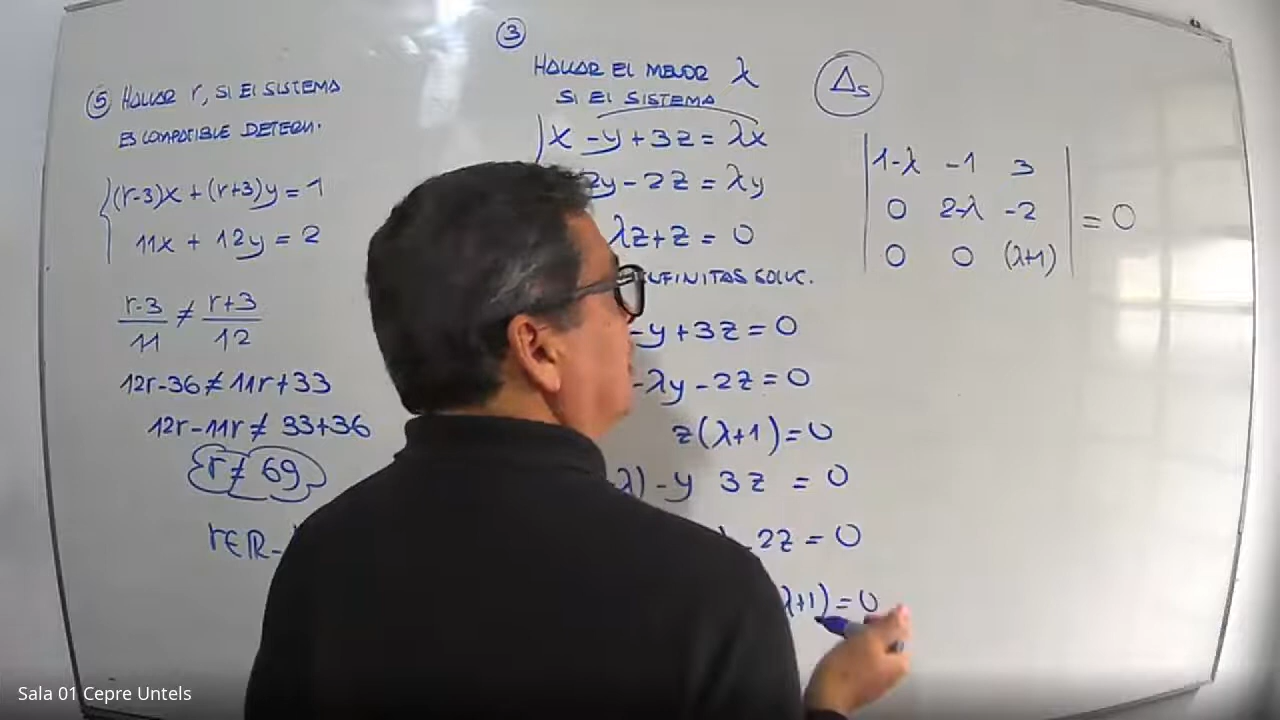 ⑤ HALLAR r, SI EL SISTEMA
ES COMPATIBLE DETERM.
(r-3)x + (r+3)y = 1
11x + 12y = 2
r-3/11 ≠ r+3/12
12r-36 ≠ 11r+33
12r-11r ≠ 33+36
r ≠ 69
r∈R-
③
HALLAR EL MENOR λ
SI EL SISTEMA
x - y + 3z = λx
2y - 2z = λy
λz + z = 0
INFINITAS SOLUC.
-y + 3z = 0
-λy - 2z = 0
z(λ+1) = 0
λ) - y 3z = 0
2z = 0
λ+1) = 0
Δs
|1-λ -1 3|
|0 2-λ -2| = 0
|0 0 (λ+1)|
Sala 01 Cepre Untels